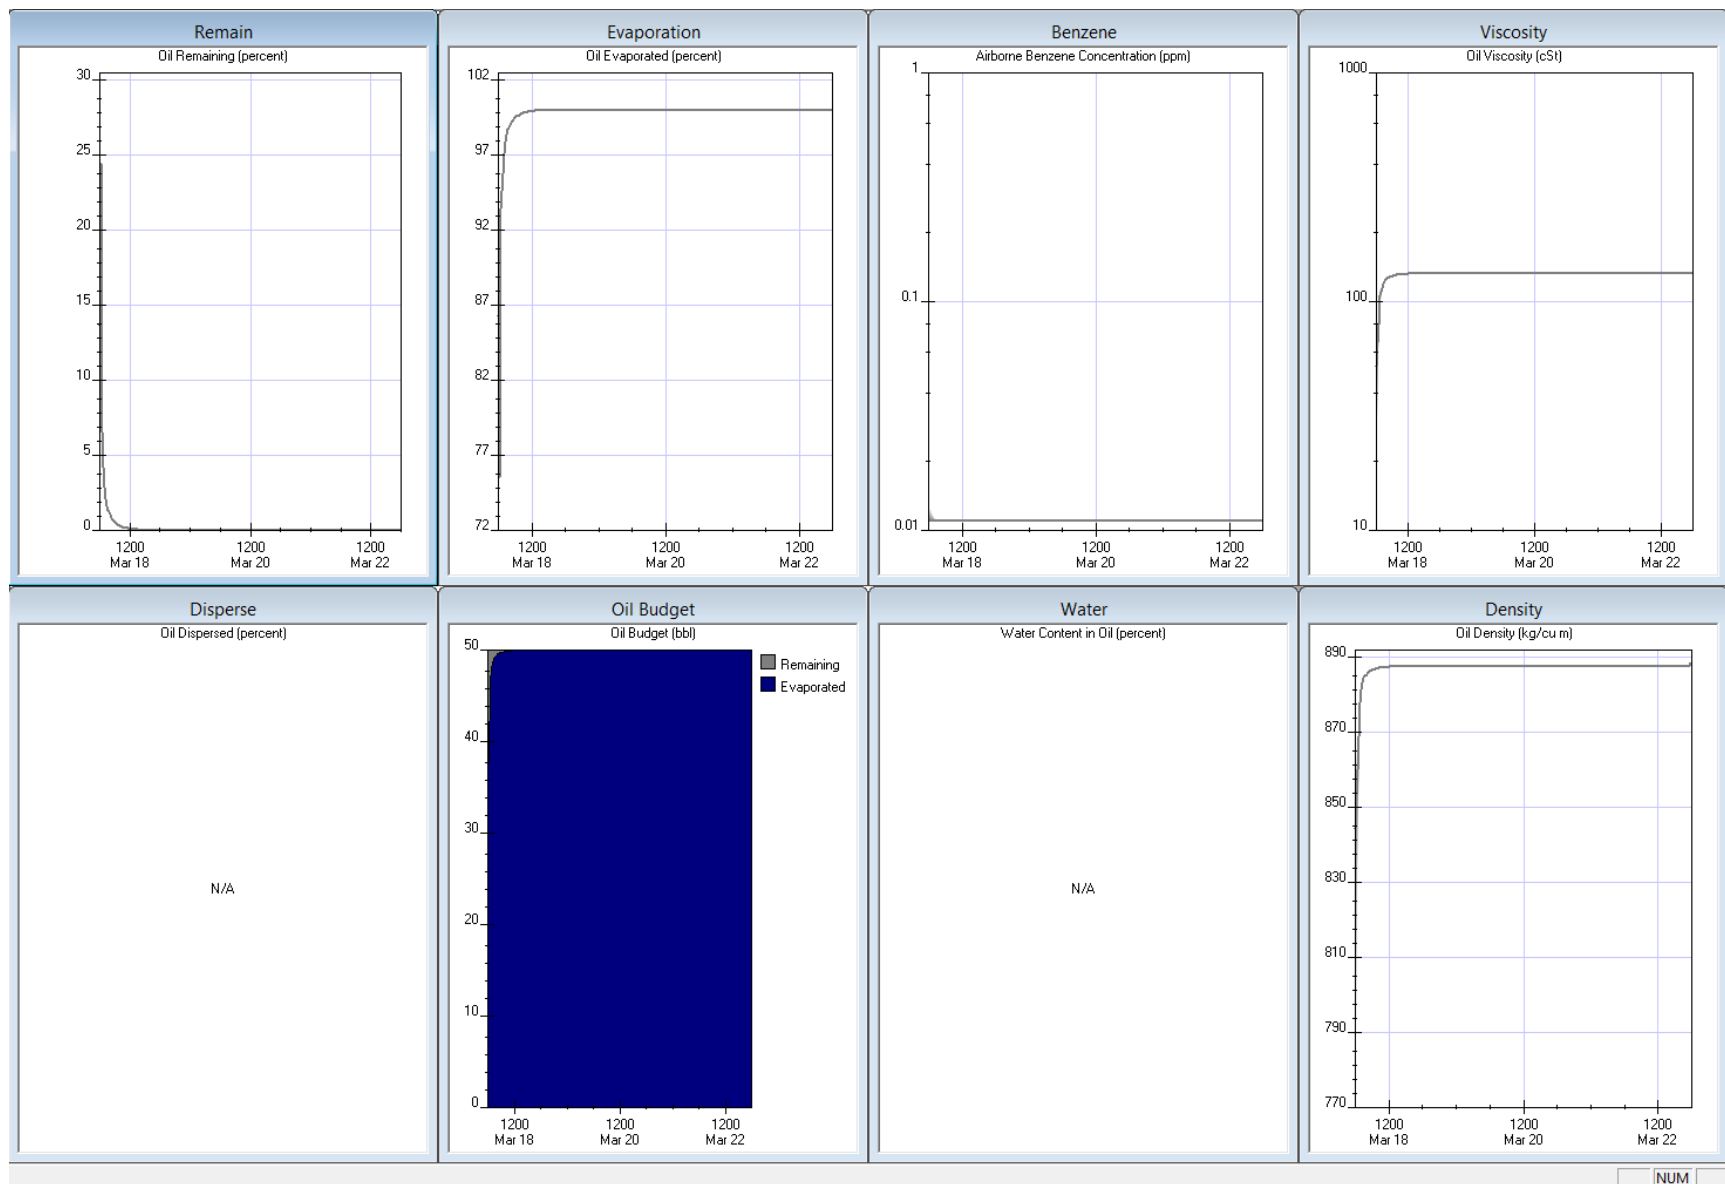 Remain
Oil Remaining (percent)
30
25
20
15
10
5
0
1200
Mar 18
1200
Mar 20
1200
Mar 22
Evaporation
Oil Evaporated (percent)
102
97
92
87
82
77
72
1200
Mar 18
1200
Mar 20
1200
Mar 22
Benzene
Airborne Benzene Concentration (ppm)
1
0.1
0.01
1200
Mar 18
1200
Mar 20
1200
Mar 22
Viscosity
Oil Viscosity (cSt)
1000
100
10
1200
Mar 18
1200
Mar 20
1200
Mar 22
Disperse
Oil Dispersed (percent)
N/A
Oil Budget
Oil Budget (bbl)
50
40
30
20
10
0
Remaining
Evaporated
1200
Mar 18
1200
Mar 20
1200
Mar 22
Water
Water Content in Oil (percent)
N/A
Density
Oil Density (kg/cu m)
890
870
850
830
810
790
770
1200
Mar 18
1200
Mar 20
1200
Mar 22
NUM